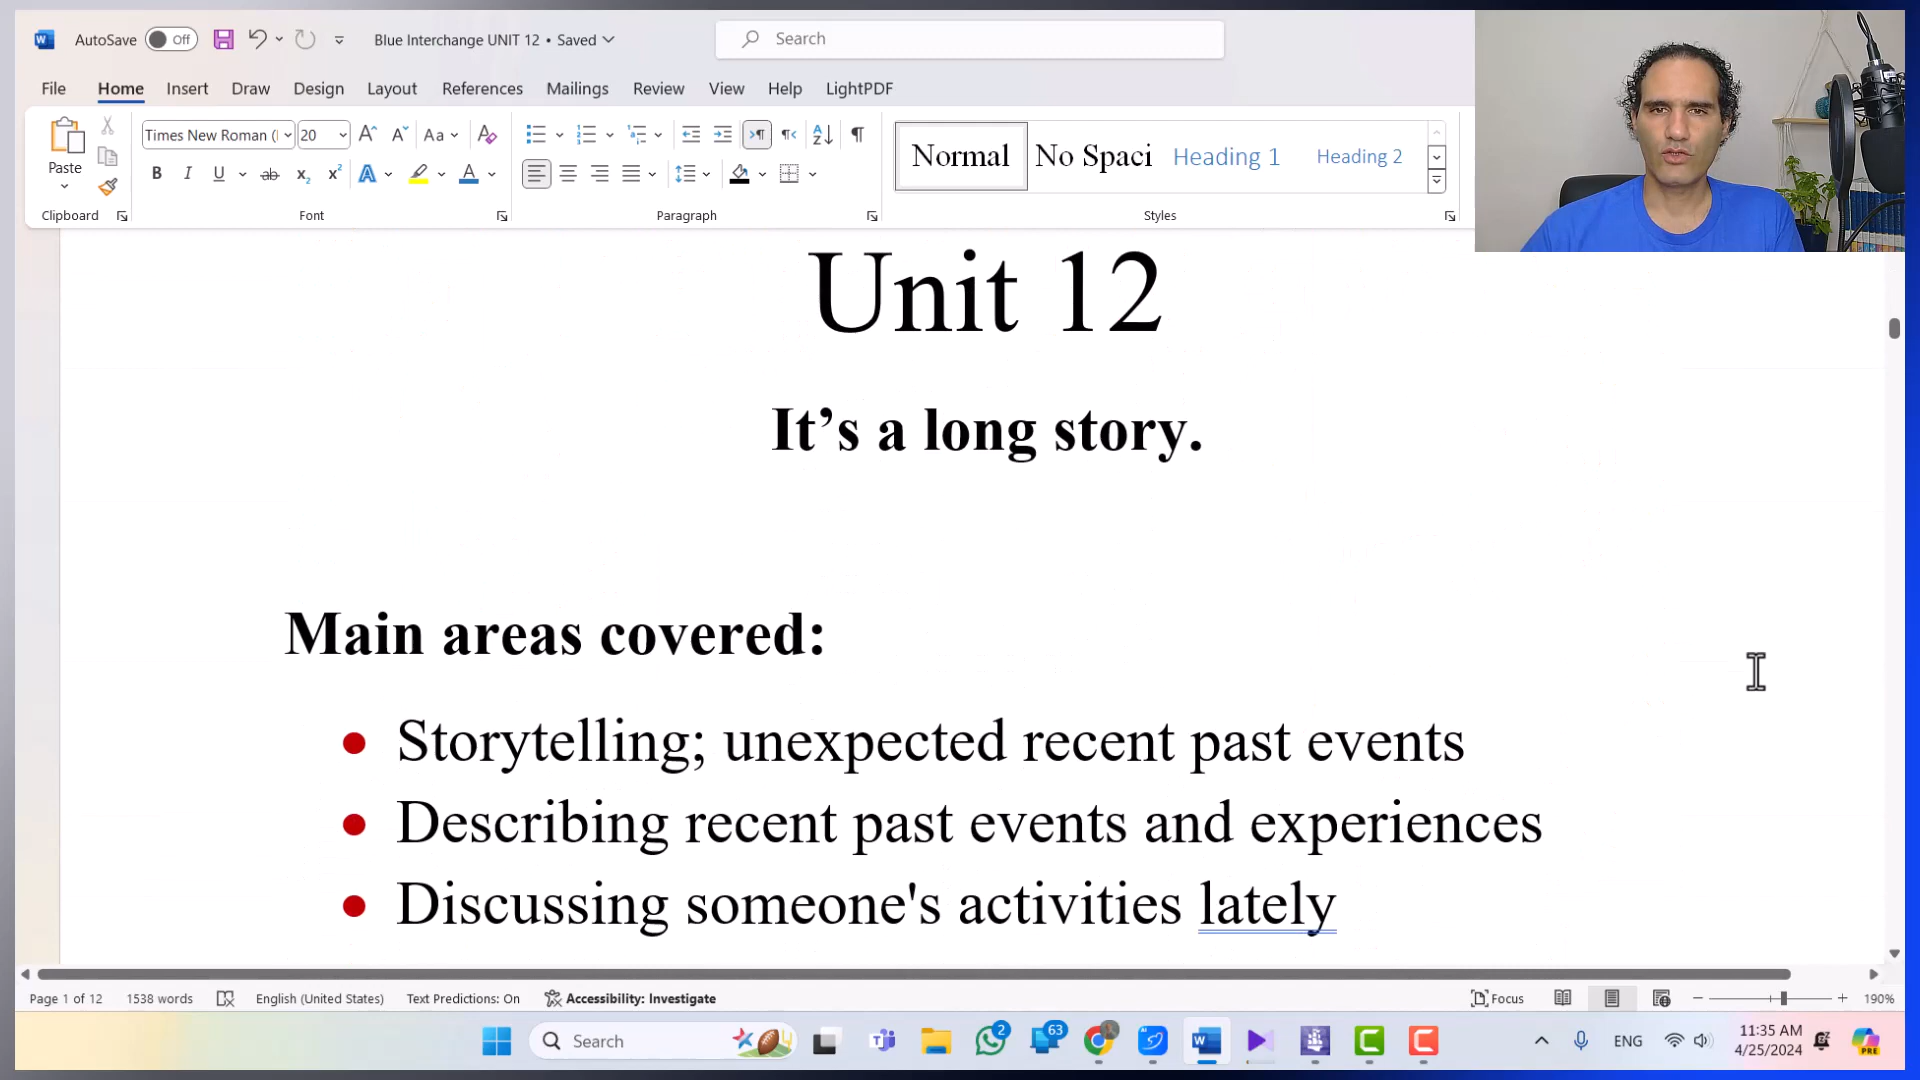 AutoSave Off Blue Interchange UNIT 12 • Saved Search
File Home Insert Draw Design Layout References Mailings Review View Help LightPDF
Paste
Times New Roman ( 20
Normal No Spaci Heading 1 Heading 2
Clipboard Font Paragraph Styles
Unit 12
It’s a long story.
Main areas covered:
● Storytelling; unexpected recent past events
● Describing recent past events and experiences
● Discussing someone's activities lately
Page 1 of 12 1538 words English (United States) Text Predictions: On Accessibility: Investigate Focus 190%
Search 2 63 ENG 11:35 AM
4/25/2024